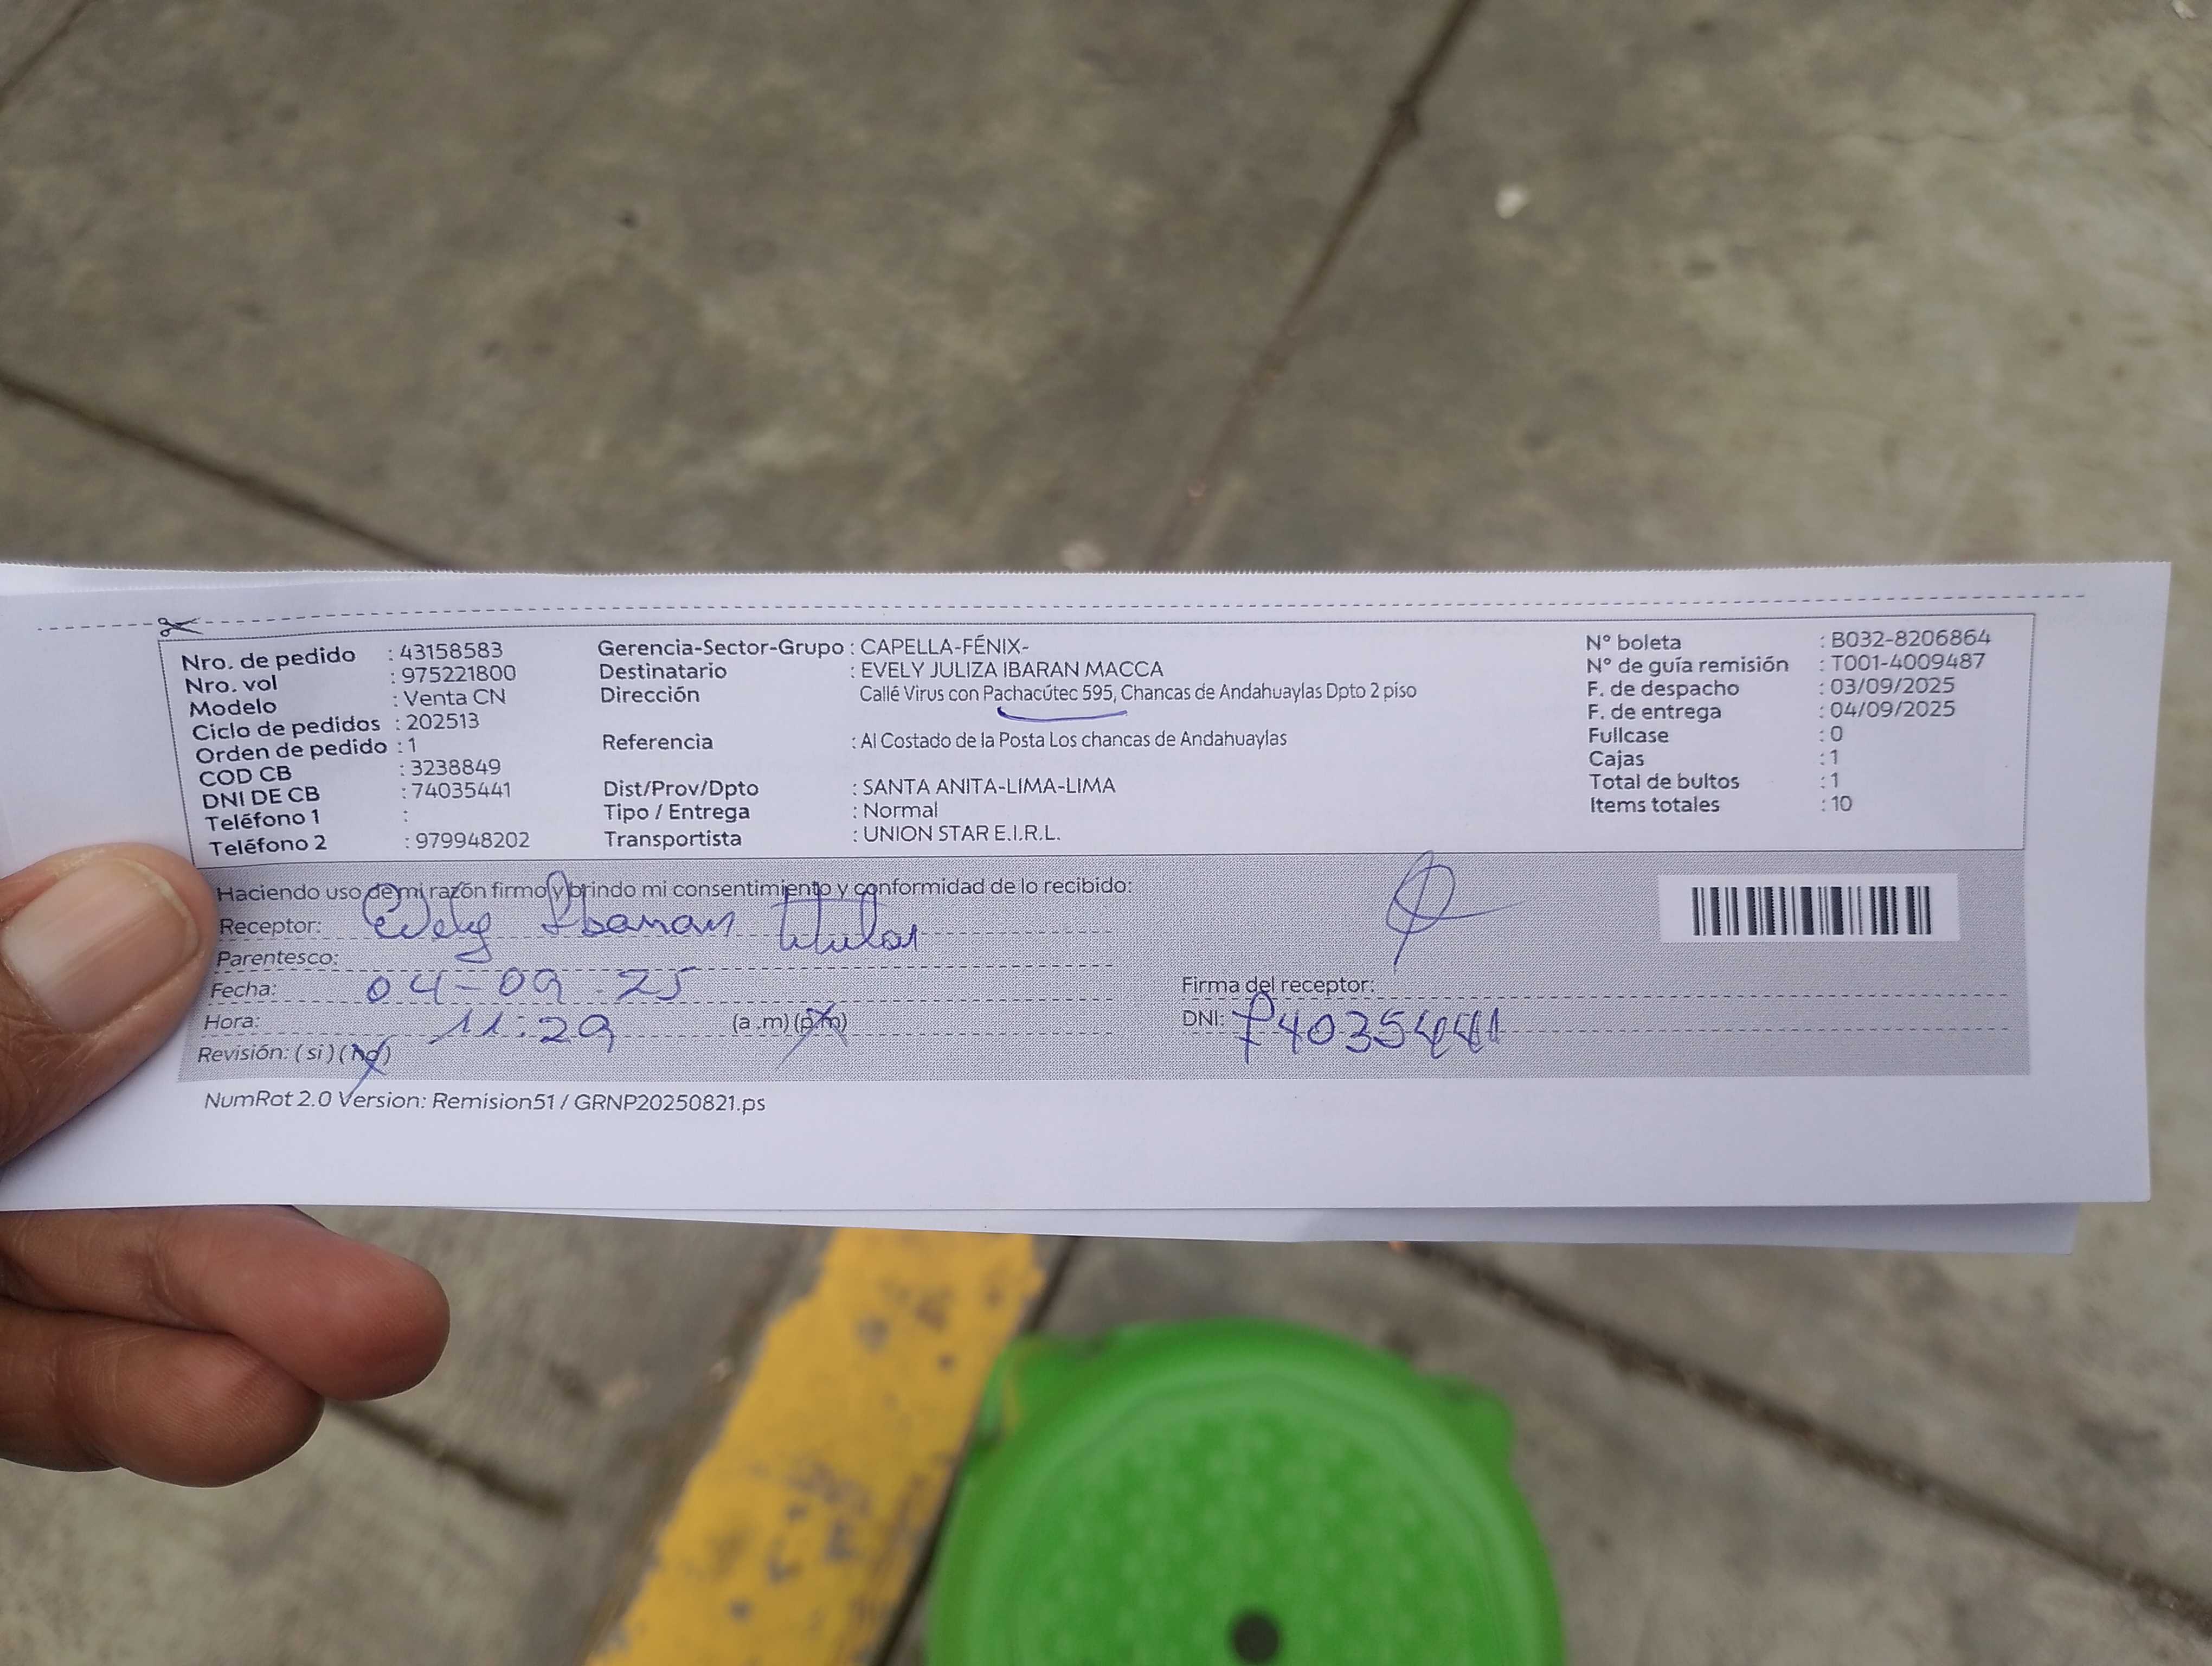 Nro. de pedido : 43158583
Nro. vol : 975221800
Modelo : Venta CN
Ciclo de pedidos : 202513
Orden de pedido : 1
COD CB : 3238849
DNI DE CB : 74035441
Teléfono 1 :
Teléfono 2 : 979948202
Gerencia-Sector-Grupo : CAPELLA-FÉNIX-
Destinatario : EVELY JULIZA IBARAN MACCA
Dirección Callé Virus con Pachacútec 595, Chancas de Andahuaylas Dpto 2 piso
Referencia : Al Costado de la Posta Los chancas de Andahuaylas
Dist/Prov/Dpto : SANTA ANITA-LIMA-LIMA
Tipo / Entrega : Normal
Transportista : UNION STAR E.I.R.L.
N° boleta : B032-8206864
N° de guía remisión : T001-4009487
F. de despacho : 03/09/2025
F. de entrega : 04/09/2025
Fullcase : 0
Cajas : 1
Total de bultos : 1
Items totales : 10
Haciendo uso de mi razón firmo y brindo mi consentimiento y conformidad de lo recibido:
Receptor: Evely Ibaran titular
Parentesco:
Fecha: 04-09-25
Hora: 11:29 (a .m) (p.m)
Revisión: ( si ) ( no )
Firma del receptor:
DNI: 74035441
NumRot 2.0 Version: Remision51 / GRNP20250821.ps